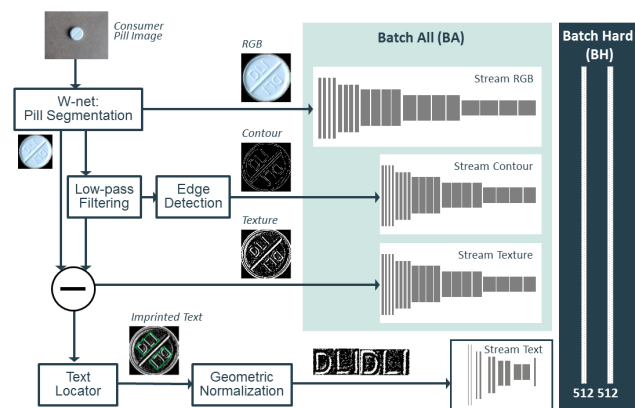 Consumer
Pill Image
W-net:
Pill Segmentation
RGB
Batch All (BA)
Stream RGB
Batch Hard
(BH)
Contour
Low-pass
Filtering
Edge
Detection
Stream Contour
Texture
Stream Texture
Imprinted Text
Text
Locator
Geometric
Normalization
DLIDLI
Stream Text
512 512